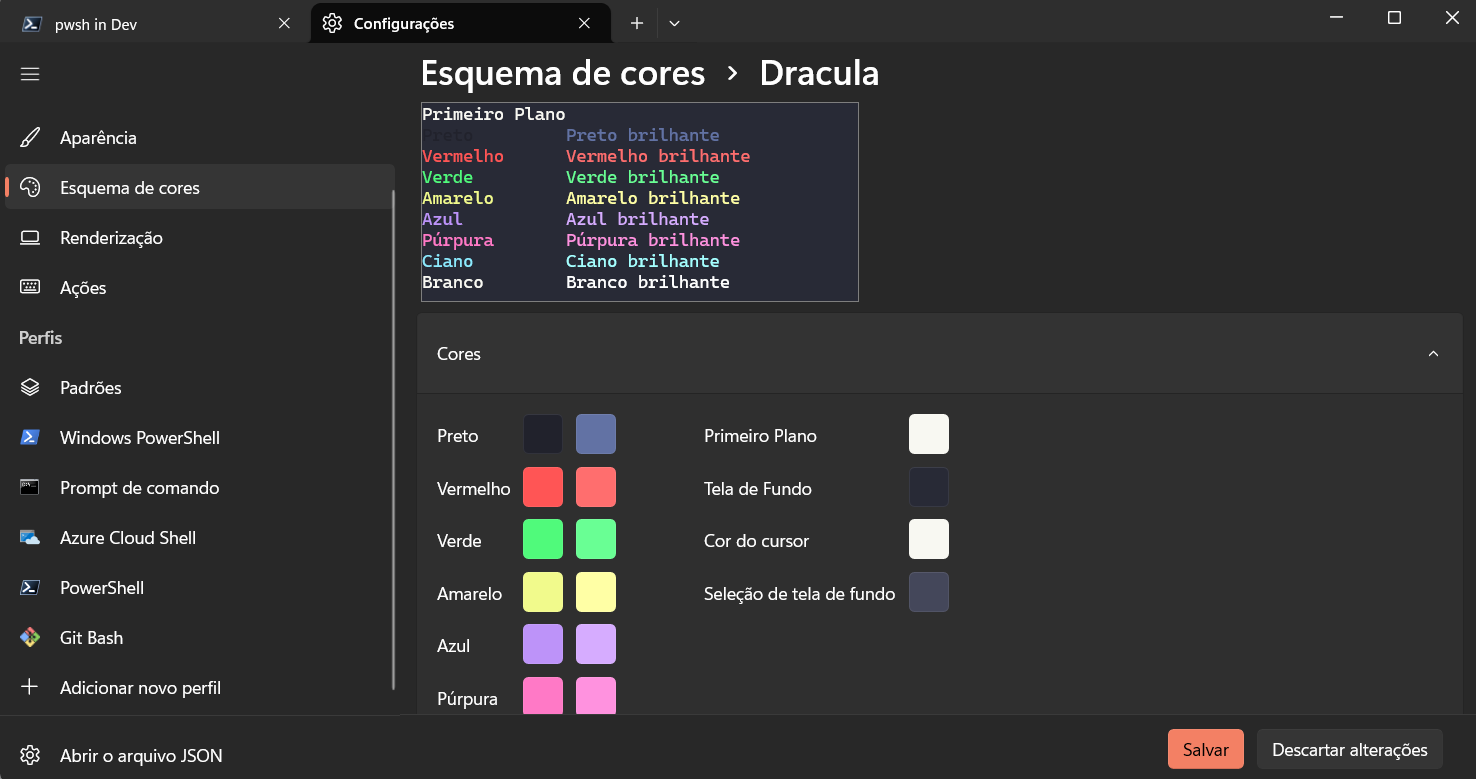 pwsh in Dev
Configurações
Aparência
Esquema de cores
Renderização
Ações
Perfis
Padrões
Windows PowerShell
Prompt de comando
Azure Cloud Shell
PowerShell
Git Bash
Adicionar novo perfil
Abrir o arquivo JSON
Esquema de cores › Dracula
Primeiro Plano
Preto Preto brilhante
Vermelho Vermelho brilhante
Verde Verde brilhante
Amarelo Amarelo brilhante
Azul Azul brilhante
Púrpura Púrpura brilhante
Ciano Ciano brilhante
Branco Branco brilhante
Cores
Preto Primeiro Plano
Vermelho Tela de Fundo
Verde Cor do cursor
Amarelo Seleção de tela de fundo
Azul
Púrpura
Salvar Descartar alterações